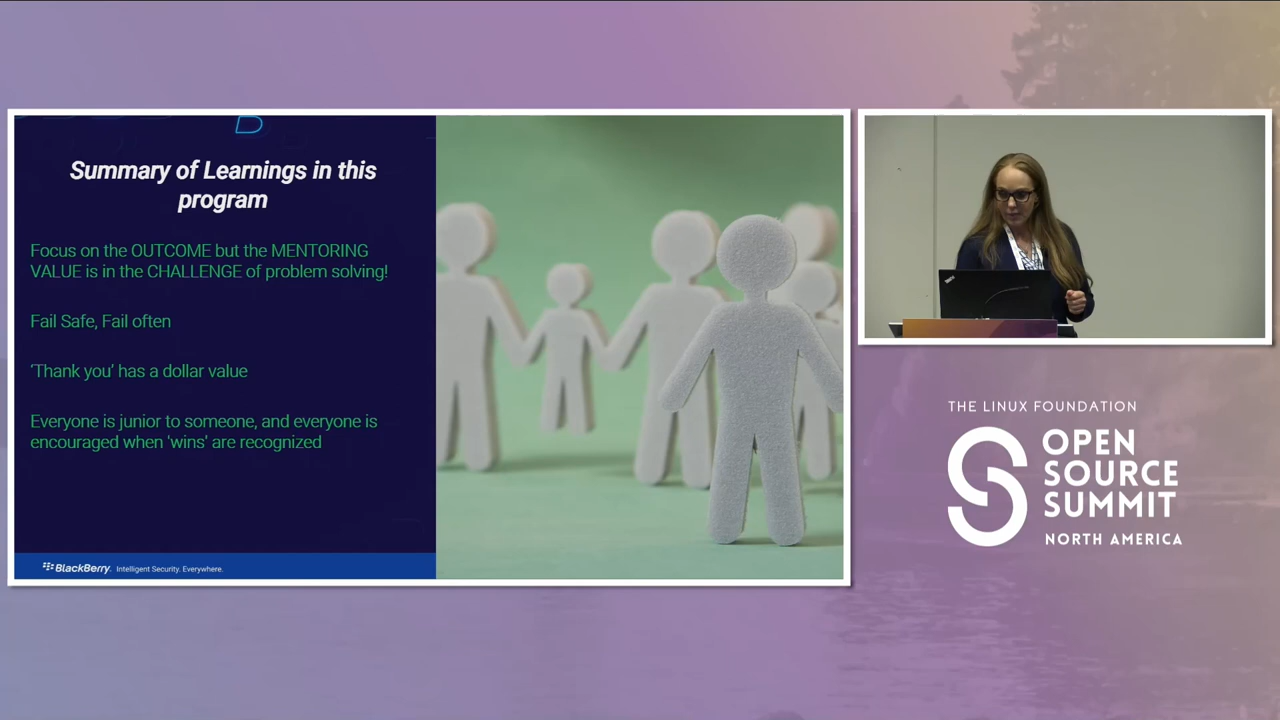 Summary of Learnings in this
program
Focus on the OUTCOME but the MENTORING
VALUE is in the CHALLENGE of problem solving!
Fail Safe, Fail often
‘Thank you’ has a dollar value
Everyone is junior to someone, and everyone is
encouraged when 'wins' are recognized
BlackBerry. Intelligent Security. Everywhere.
THE LINUX FOUNDATION
OPEN
SOURCE
SUMMIT
NORTH AMERICA